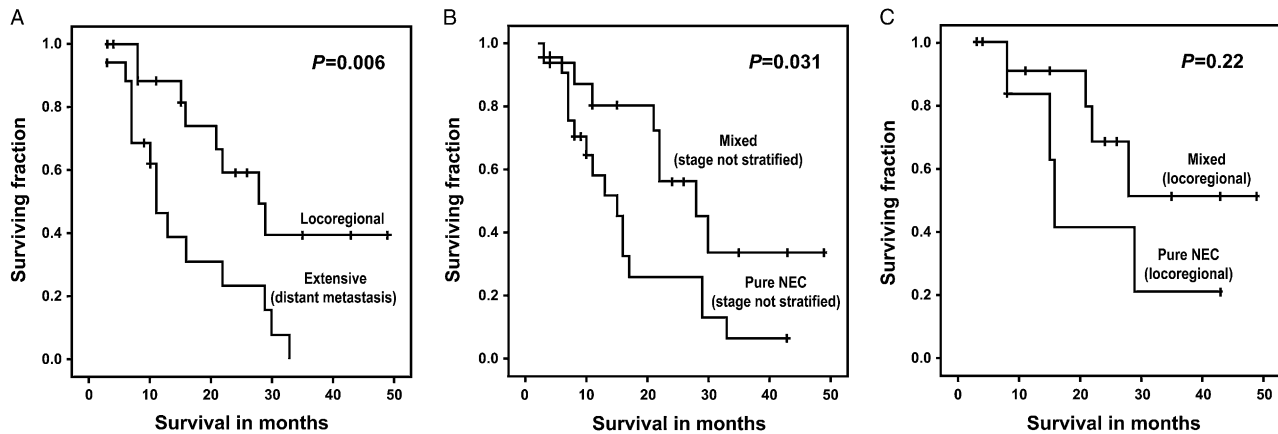 A
P=0.006
Surviving fraction
1.0
0.8
0.6
0.4
0.2
0.0
Locoregional
Extensive
(distant metastasis)
0 10 20 30 40 50
Survival in months
B
P=0.031
Surviving fraction
1.0
0.8
0.6
0.4
0.2
0.0
Mixed
(stage not stratified)
Pure NEC
(stage not stratified)
0 10 20 30 40 50
Survival in months
C
P=0.22
Surviving fraction
1.0
0.8
0.6
0.4
0.2
0.0
Mixed
(locoregional)
Pure NEC
(locoregional)
0 10 20 30 40 50
Survival in months